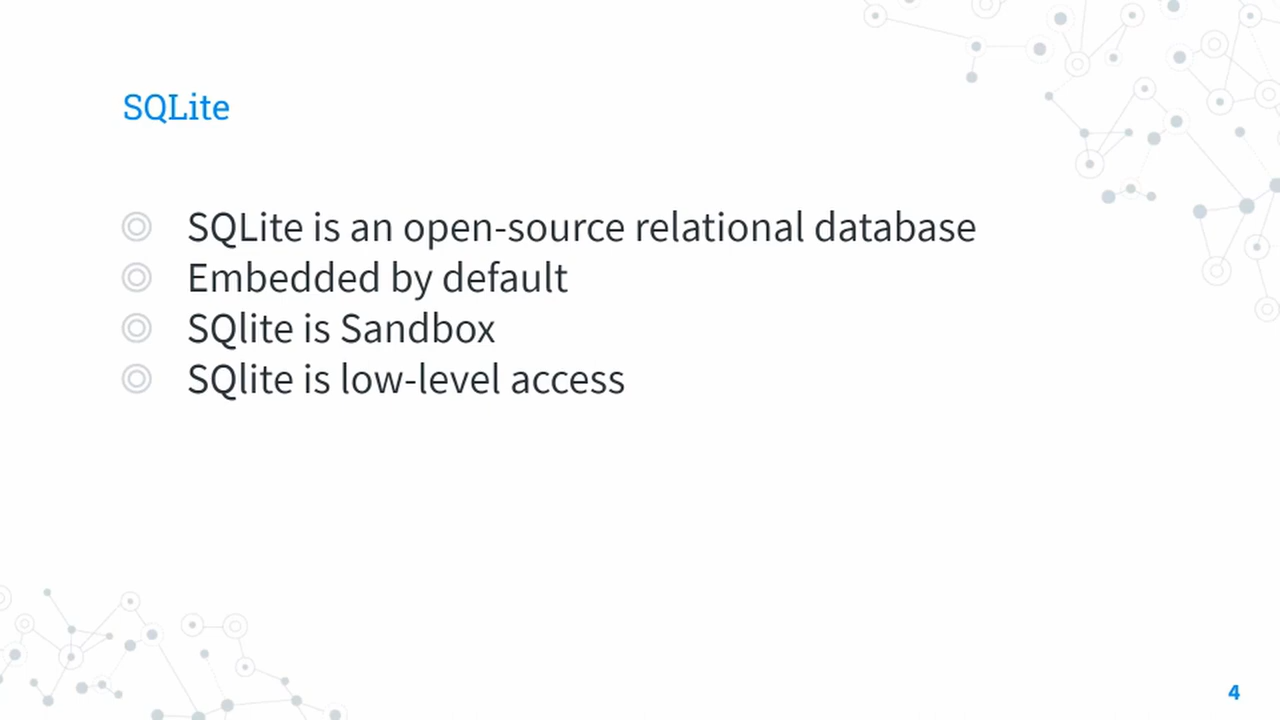 SQLite
SQLite is an open-source relational database
Embedded by default
SQlite is Sandbox
SQlite is low-level access
4